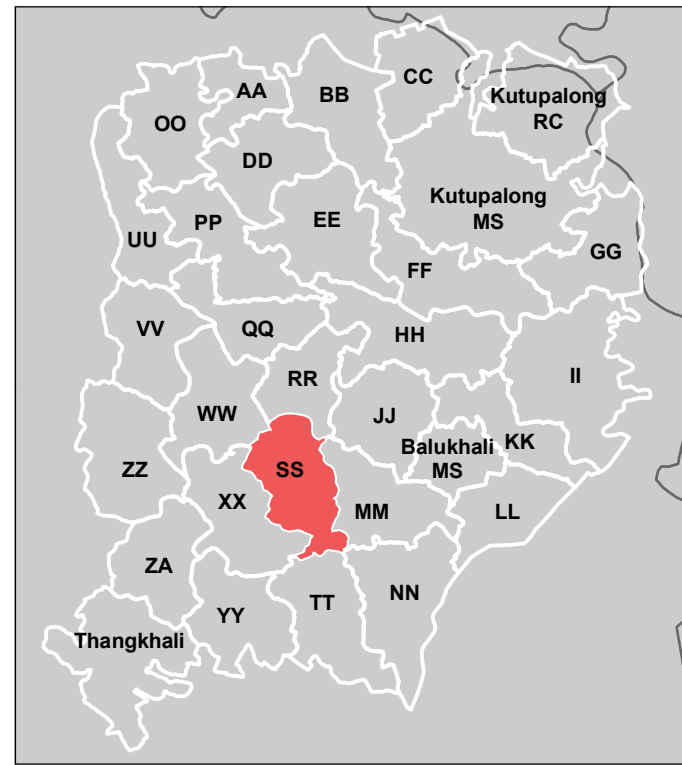 CC
AA
BB
Kutupalong
RC
OO
DD
Kutupalong
MS
PP
EE
UU
GG
FF
VV
QQ
HH
RR
II
WW
JJ
KK
Balukhali
MS
ZZ
SS
XX
MM
LL
ZA
NN
YY
TT
Thangkhali